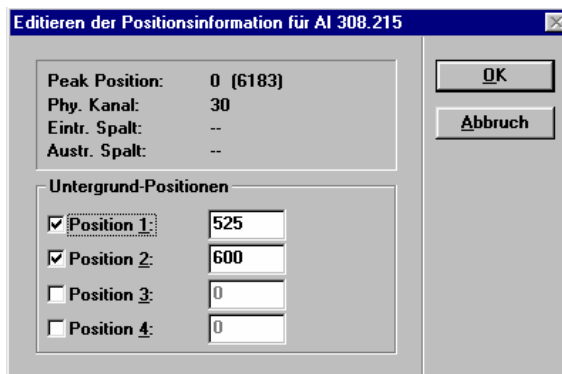 Editieren der Positionsinformation für Al 308.215
Peak Position: 0 (6183)
Phy. Kanal: 30
Eintr. Spalt: --
Austr. Spalt: --
OK
Abbruch
Untergrund-Positionen
Position 1: 525
Position 2: 600
Position 3: 0
Position 4: 0